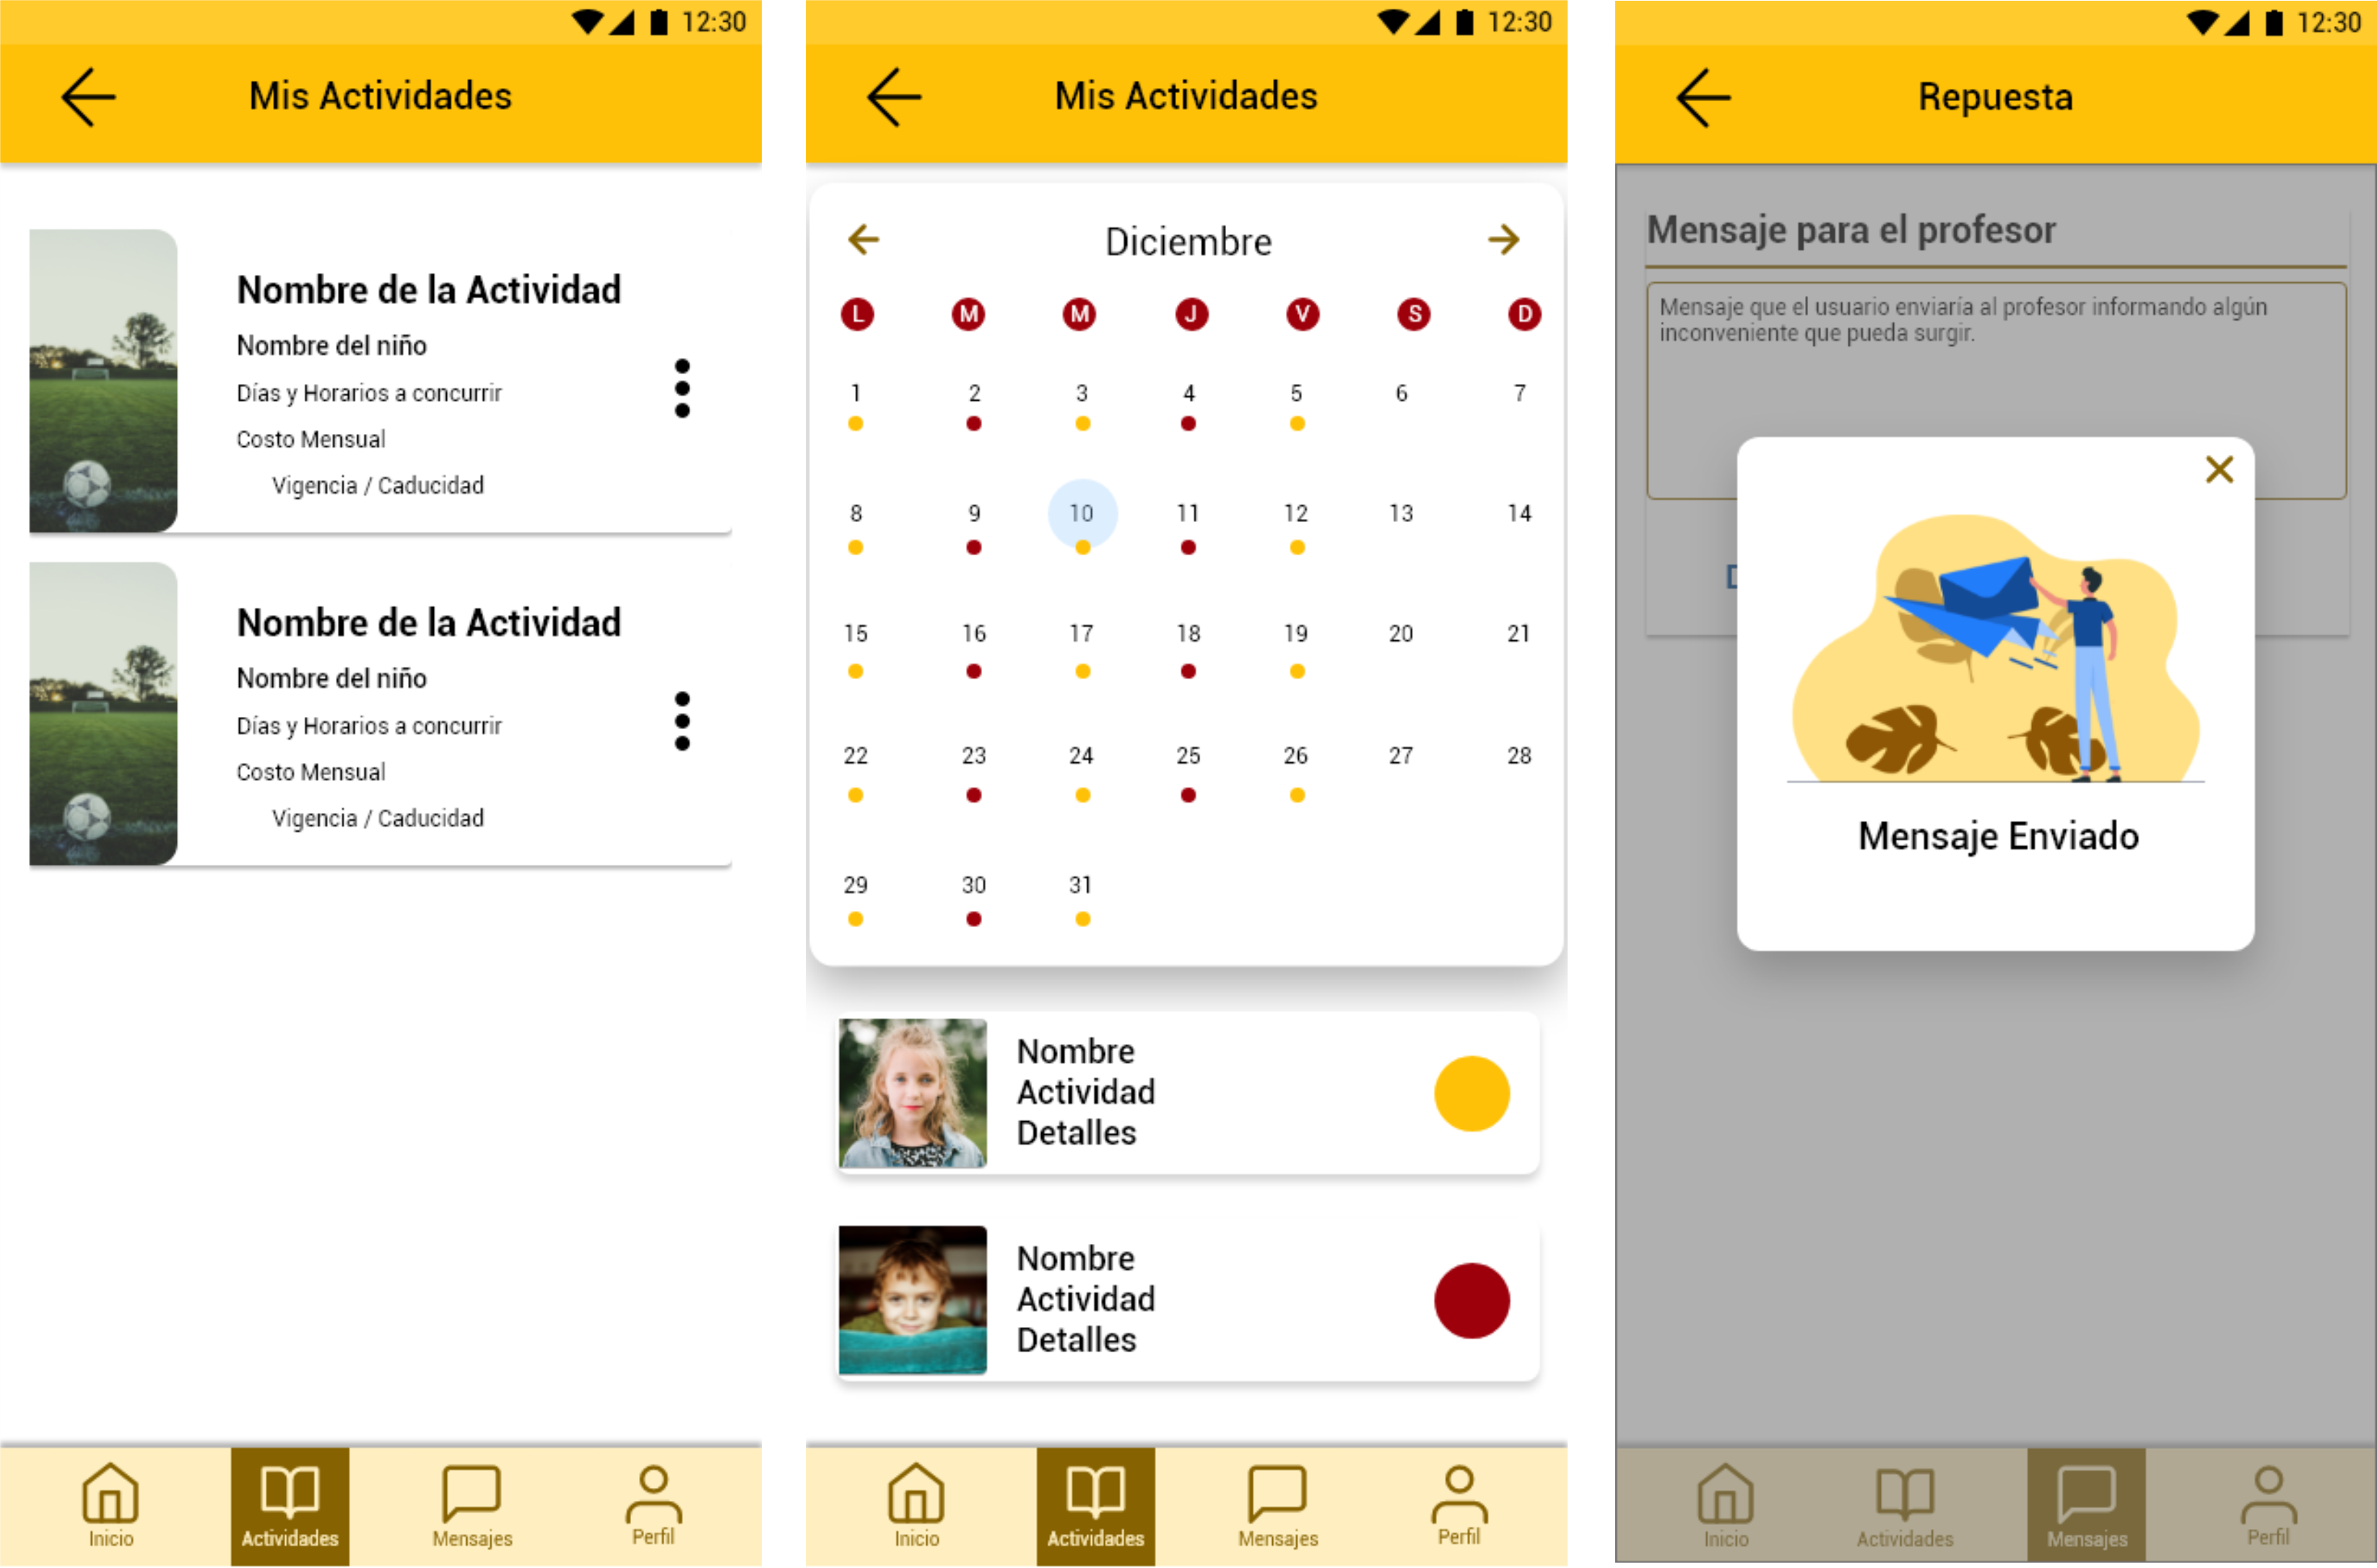 12:30
Mis Actividades
Nombre de la Actividad
Nombre del niño
Días y Horarios a concurrir
Costo Mensual
Vigencia / Caducidad
Nombre de la Actividad
Nombre del niño
Días y Horarios a concurrir
Costo Mensual
Vigencia / Caducidad
Inicio
Actividades
Mensajes
Perfil
12:30
Mis Actividades
Diciembre
L M M J V S D
1 2 3 4 5 6 7
8 9 10 11 12 13 14
15 16 17 18 19 20 21
22 23 24 25 26 27 28
29 30 31
Nombre
Actividad
Detalles
Nombre
Actividad
Detalles
Inicio
Actividades
Mensajes
Perfil
12:30
Repuesta
Mensaje para el profesor
Mensaje que el usuario enviaría al profesor informando algún
inconveniente que pueda surgir.
Mensaje Enviado
Inicio
Actividades
Mensajes
Perfil